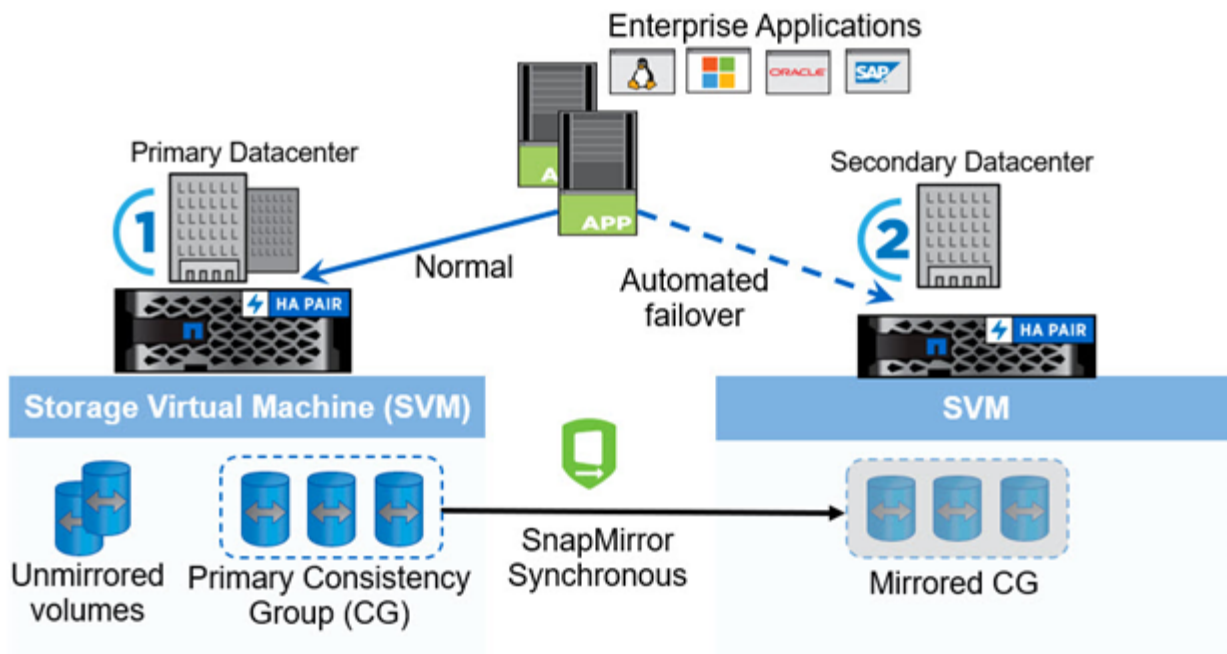 Enterprise Applications
ORACLE
SAP
Primary Datacenter
Secondary Datacenter
1
APP
2
Normal
Automated
failover
HA PAIR
HA PAIR
Storage Virtual Machine (SVM)
SVM
Unmirrored
volumes
Primary Consistency
Group (CG)
SnapMirror
Synchronous
Mirrored CG